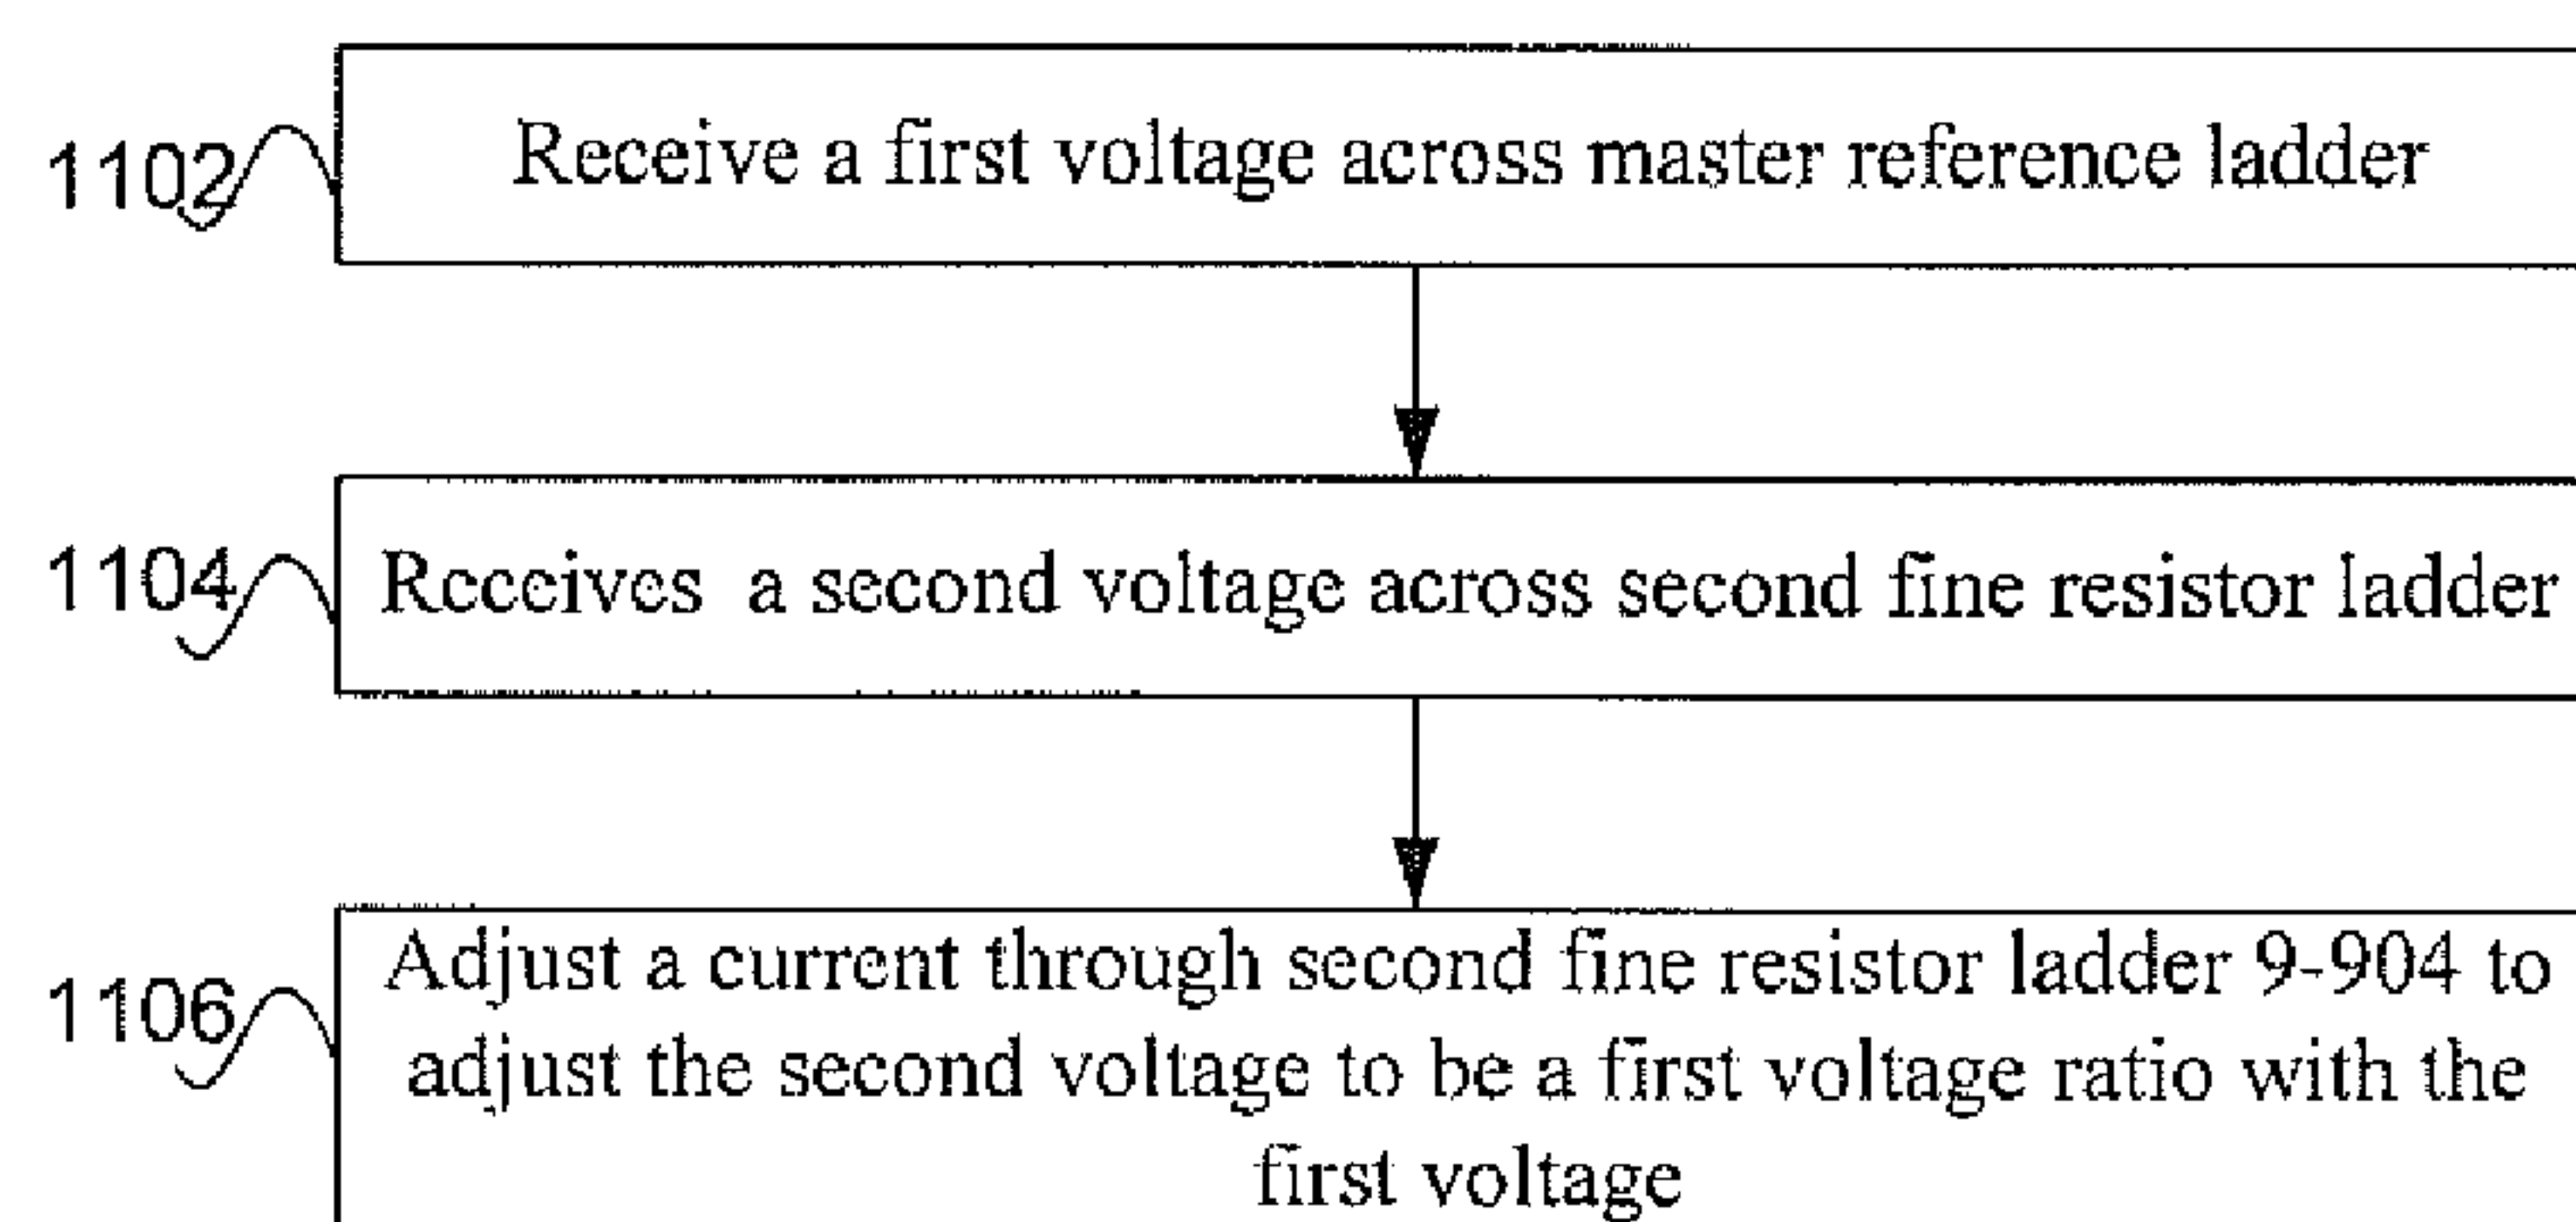 1102
Receive a first voltage across master reference ladder
1104
Receives a second voltage across second fine resistor ladder
1106
Adjust a current through second fine resistor ladder 9-904 to
adjust the second voltage to be a first voltage ratio with the
first voltage